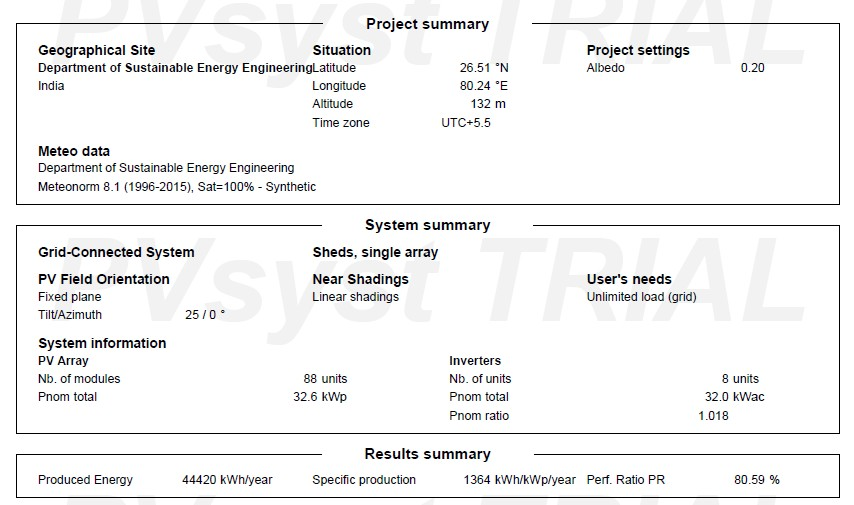 PVsyst TRIAL
Project summary
Geographical Site Situation Project settings
Department of Sustainable Energy Engineering Latitude 26.51 °N Albedo 0.20
India Longitude 80.24 °E
Altitude 132 m
Time zone UTC+5.5
Meteo data
Department of Sustainable Energy Engineering
Meteonorm 8.1 (1996-2015), Sat=100% - Synthetic
System summary
PVsyst TRIAL
Grid-Connected System Sheds, single array
PV Field Orientation Near Shadings User's needs
Fixed plane Linear shadings Unlimited load (grid)
Tilt/Azimuth 25 / 0 °
System information
PV Array Inverters
Nb. of modules 88 units Nb. of units 8 units
Pnom total 32.6 kWp Pnom total 32.0 kWac
Pnom ratio 1.018
Results summary
Produced Energy 44420 kWh/year Specific production 1364 kWh/kWp/year Perf. Ratio PR 80.59 %